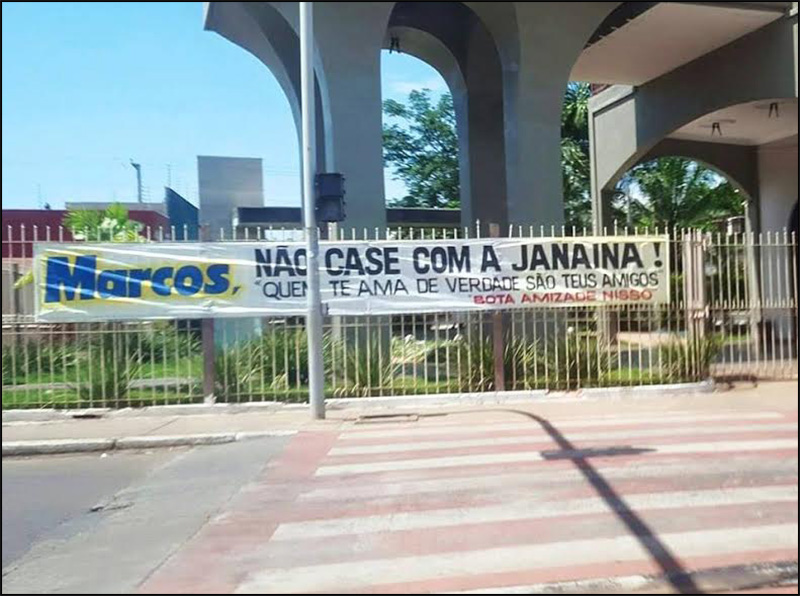 Marcos, NÃO CASE COM A JANAINA !
"QUEM TE AMA DE VERDADE SÃO TEUS AMIGOS"
"BOTA AMIZADE NISSO"